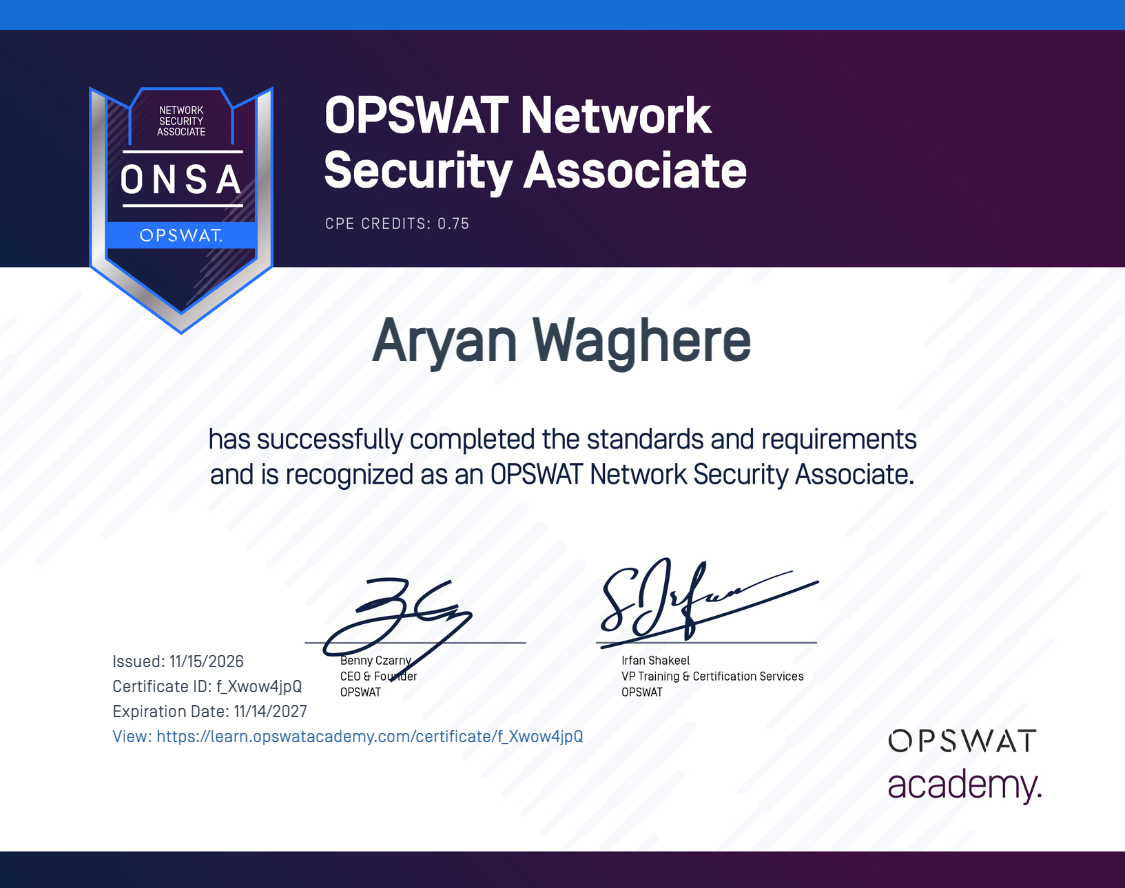 NETWORK
SECURITY
ASSOCIATE
ONSA
OPSWAT.
OPSWAT Network
Security Associate
CPE CREDITS: 0.75
Aryan Waghere
has successfully completed the standards and requirements
and is recognized as an OPSWAT Network Security Associate.
Benny Czarny
CEO & Founder
OPSWAT
S Irfan
Irfan Shakeel
VP Training & Certification Services
OPSWAT
Issued: 11/15/2026
Certificate ID: f_Xwow4jpQ
Expiration Date: 11/14/2027
View: https://learn.opswatacademy.com/certificate/f_Xwow4jpQ
OPSWAT
academy.